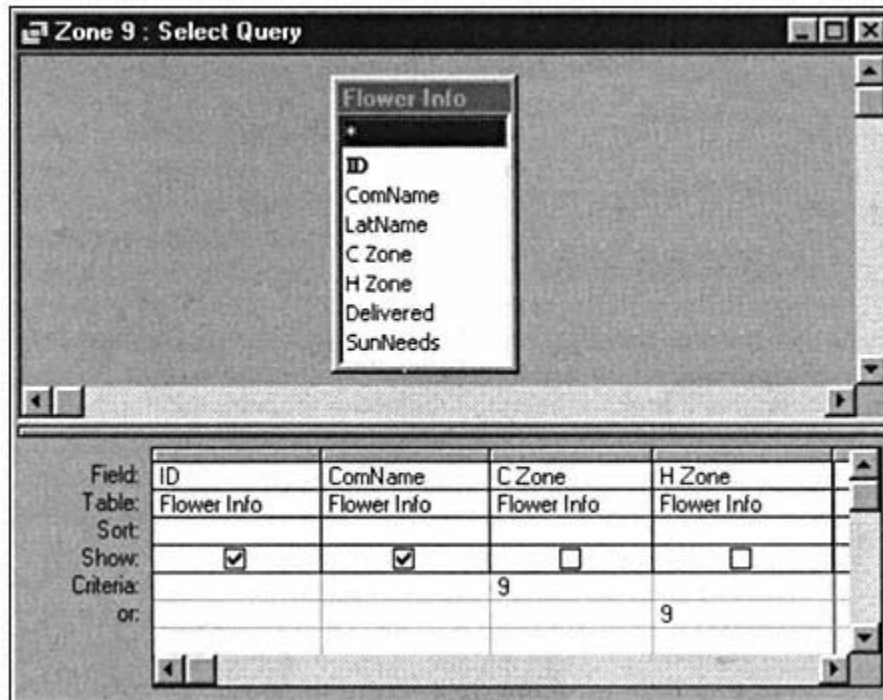 Zone 9 : Select Query
Flower Info
*
ID
ComName
LatName
C Zone
H Zone
Delivered
SunNeeds
Field: ID ComName C Zone H Zone
Table: Flower Info Flower Info Flower Info Flower Info
Sort:
Show:
Criteria: 9
or: 9